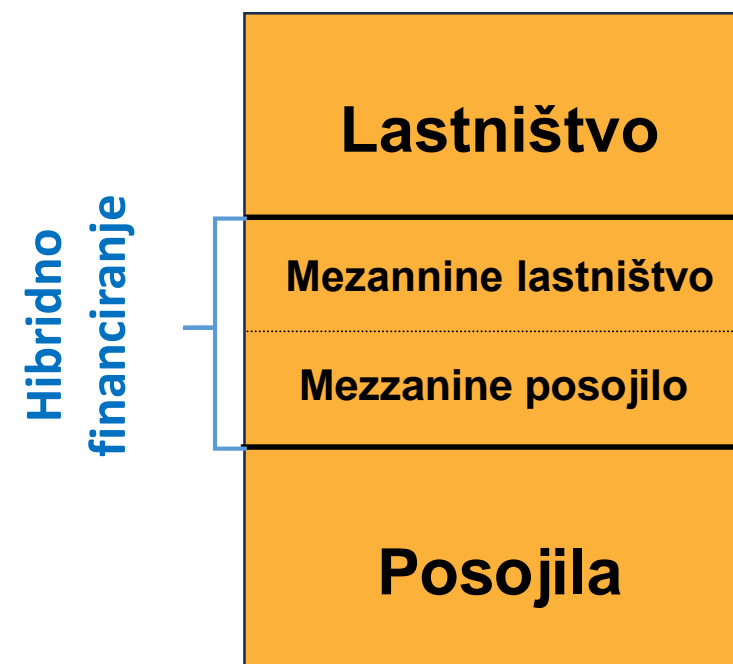 Hibridno
financiranje
Lastništvo
Mezannine lastništvo
Mezzanine posojilo
Posojila